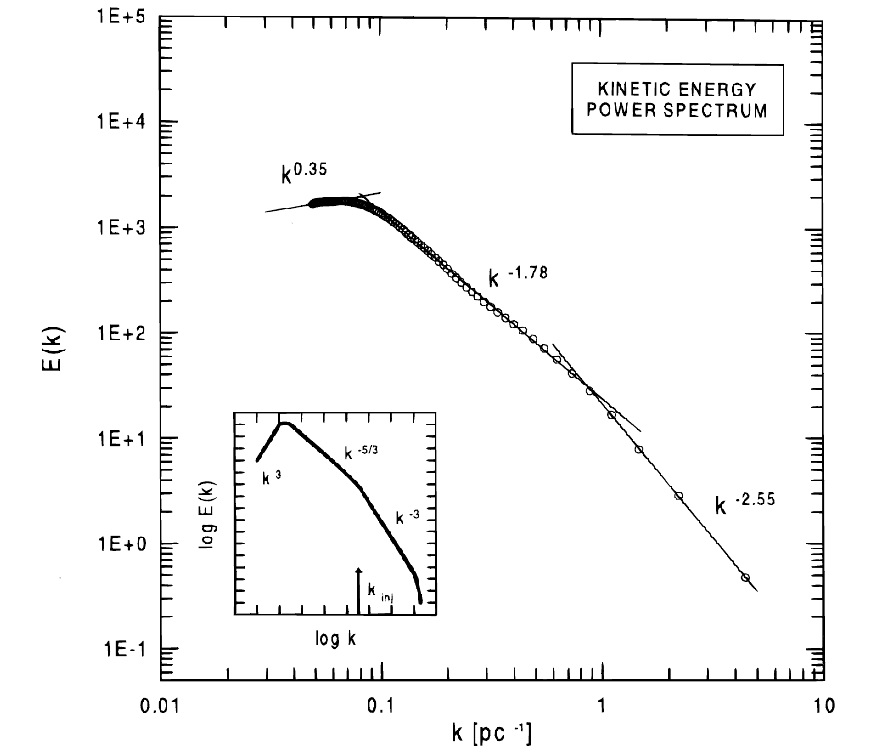 1E+5
1E+4
1E+3
1E+2
1E+1
1E+0
1E-1
E(k)
KINETIC ENERGY
POWER SPECTRUM
k^0.35
k^-1.78
k^-2.55
log E(k)
k^3
k^-5/3
k^-3
k_inj
log k
0.01
0.1
1
10
k [pc^-1]